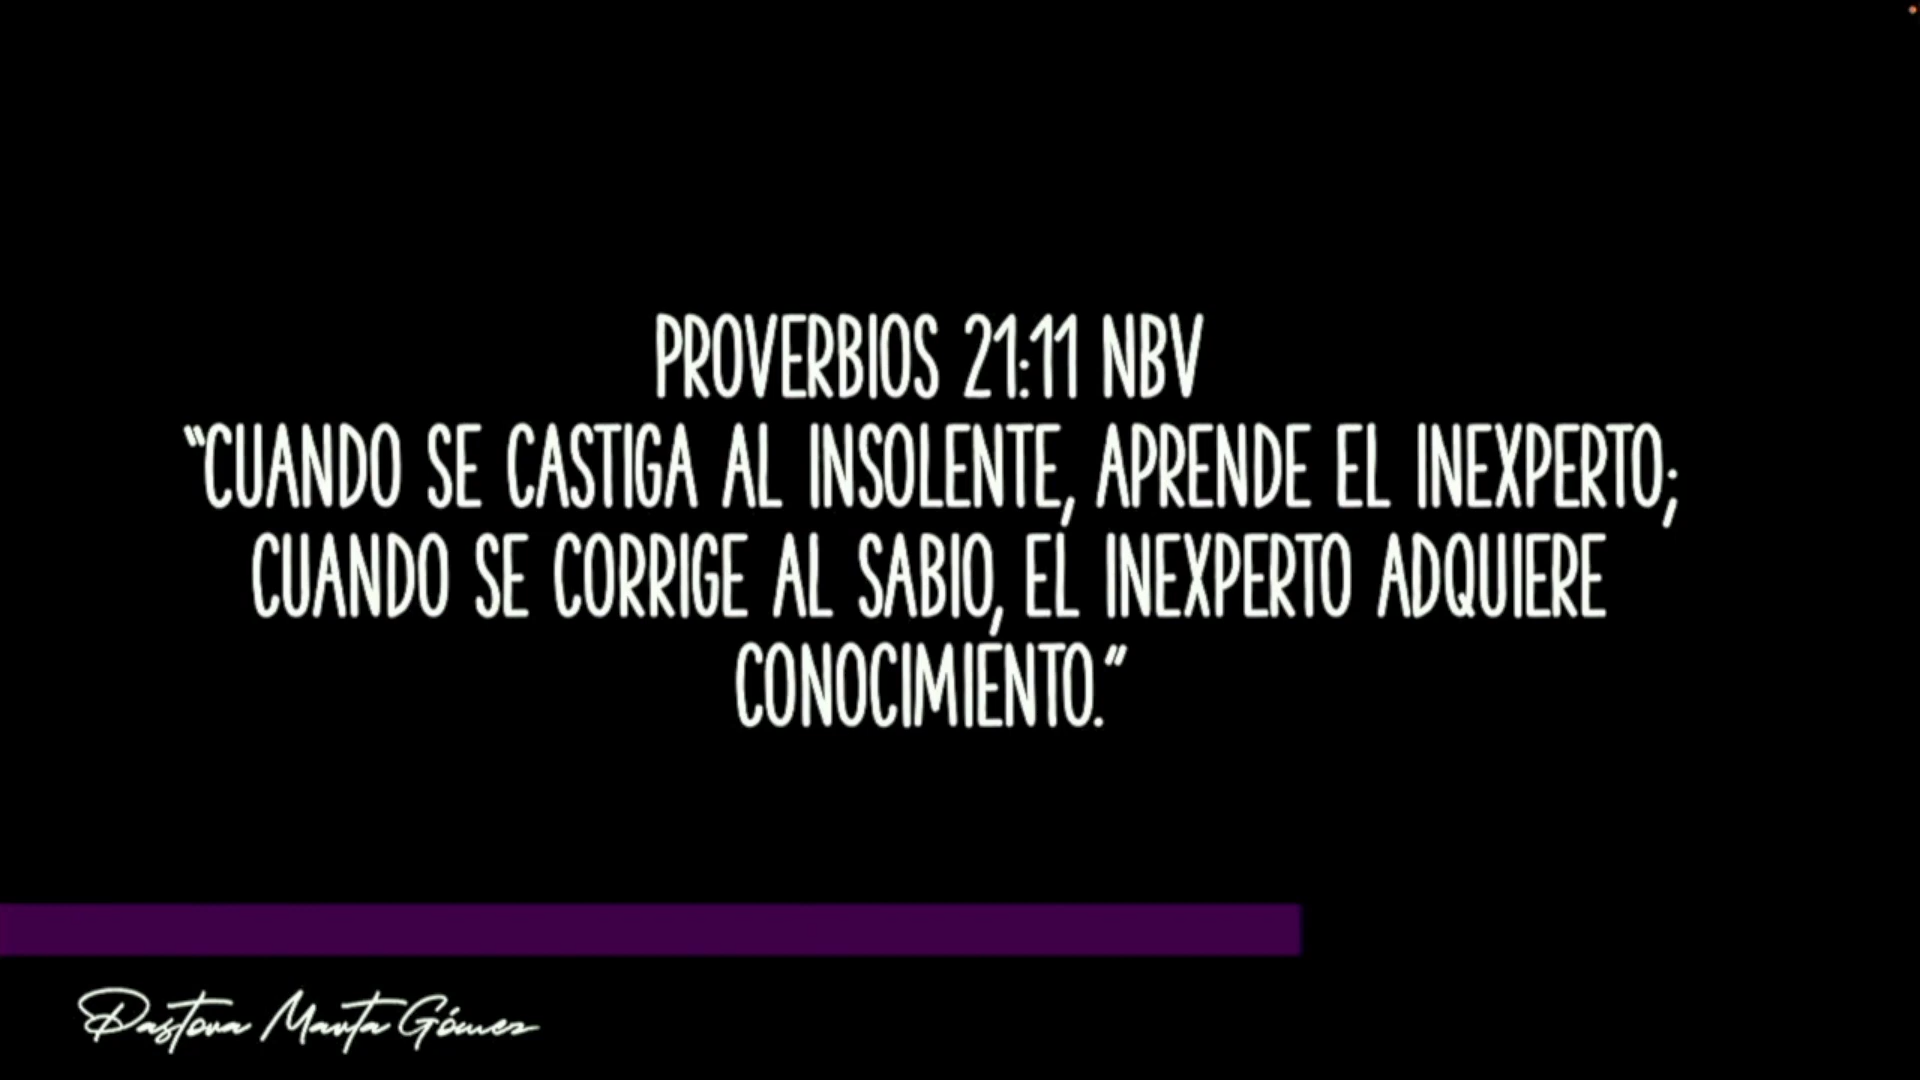 PROVERBIOS 21:11 NBV
“CUANDO SE CASTIGA AL INSOLENTE, APRENDE EL INEXPERTO;
CUANDO SE CORRIGE AL SABIO, EL INEXPERTO ADQUIERE
CONOCIMIENTO.”
Pastora Marta Gómez